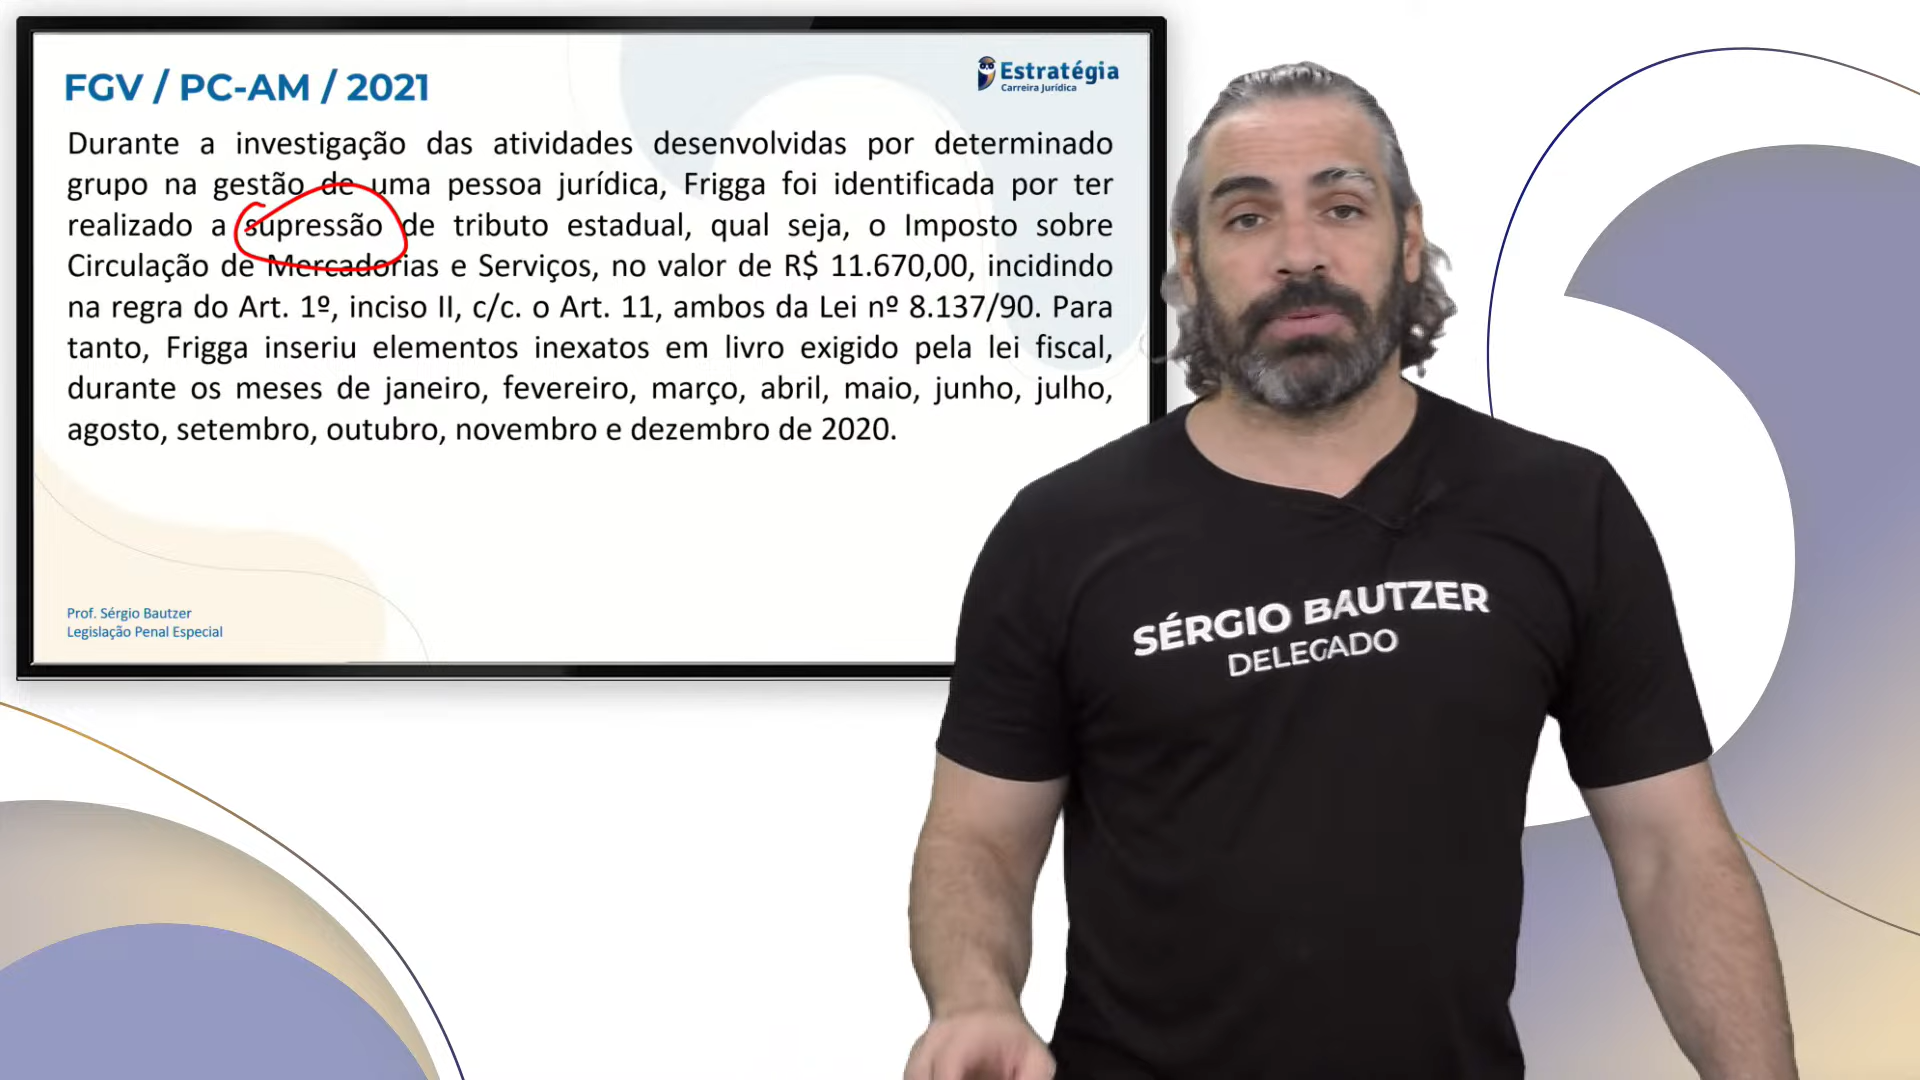 FGV / PC-AM / 2021
Estratégia
Carreira Jurídica
Durante a investigação das atividades desenvolvidas por determinado
grupo na gestão de uma pessoa jurídica, Frigga foi identificada por ter
realizado a supressão de tributo estadual, qual seja, o Imposto sobre
Circulação de Mercadorias e Serviços, no valor de R$ 11.670,00, incidindo
na regra do Art. 1º, inciso II, c/c. o Art. 11, ambos da Lei nº 8.137/90. Para
tanto, Frigga inseriu elementos inexatos em livro exigido pela lei fiscal,
durante os meses de janeiro, fevereiro, março, abril, maio, junho, julho,
agosto, setembro, outubro, novembro e dezembro de 2020.
Prof. Sérgio Bautzer
Legislação Penal Especial
SÉRGIO BAUTZER
DELEGADO